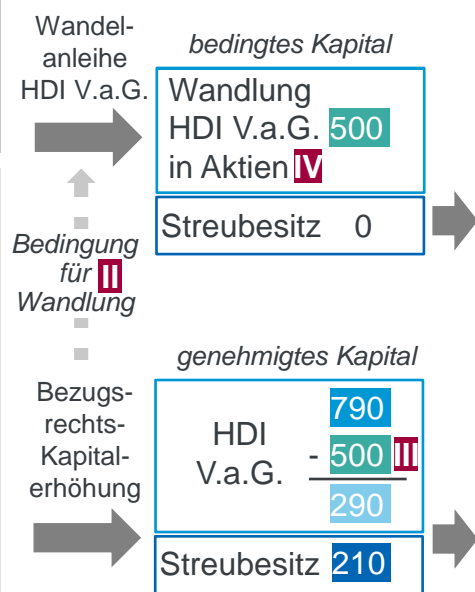 Wandel-
anleihe
HDI V.a.G.
bedingtes Kapital
Wandlung
HDI V.a.G. 500
in Aktien IV
Streubesitz 0
Bedingung
für II
Wandlung
genehmigtes Kapital
Bezugs-
rechts-
Kapital-
erhöhung
HDI
V.a.G.
790
- 500 III
290
Streubesitz 210